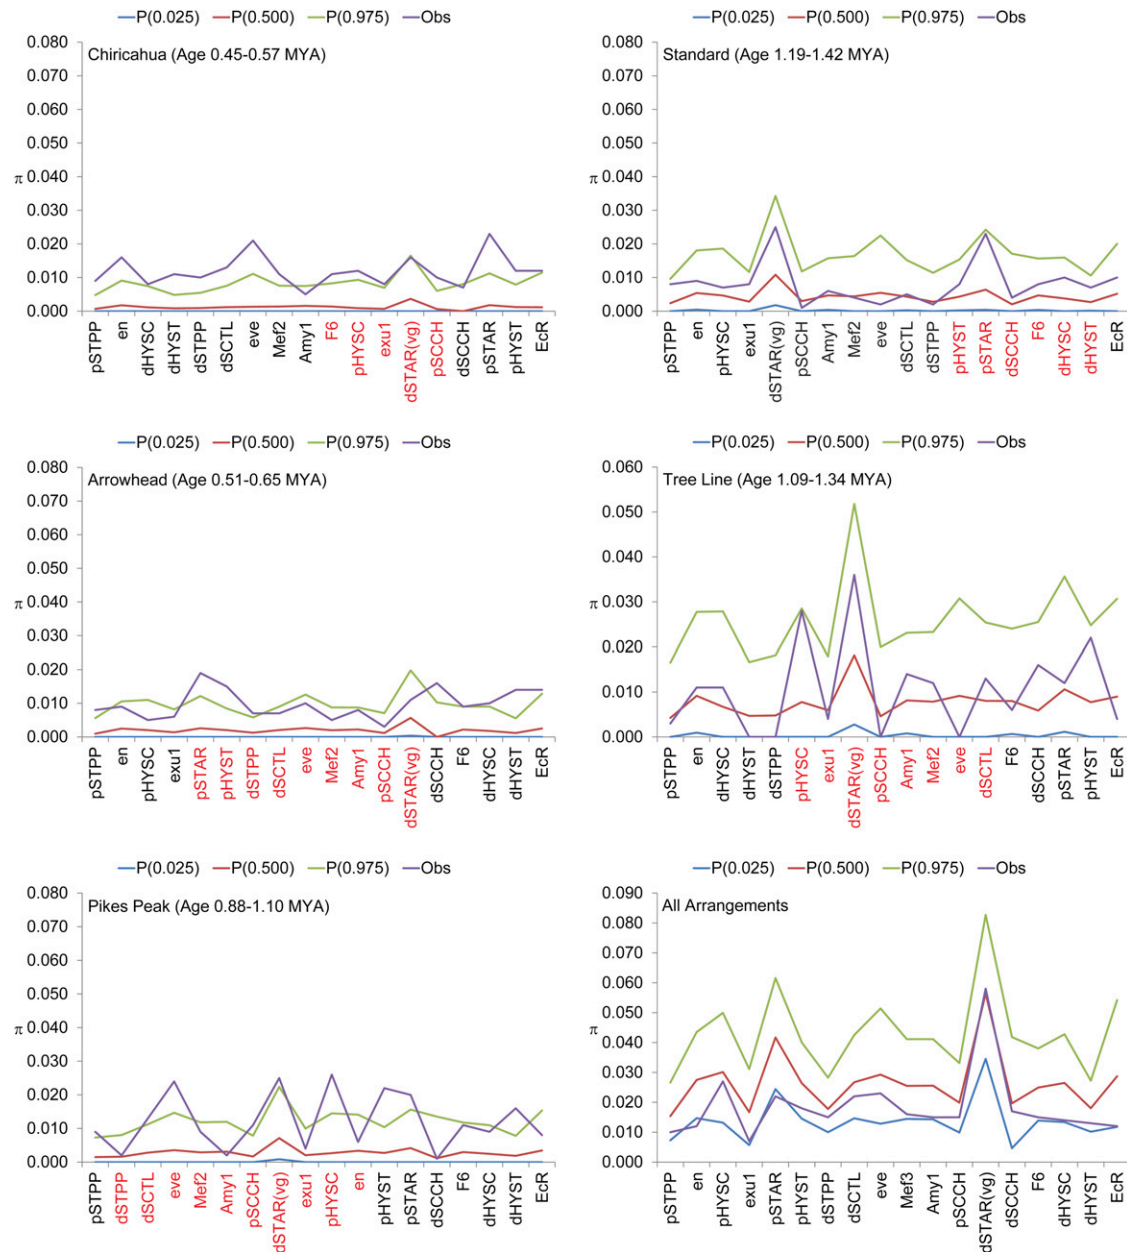 P(0.025) P(0.500) P(0.975) Obs
Chiricahua (Age 0.45-0.57 MYA)
0.080
0.070
0.060
0.050
0.040
π
0.030
0.020
0.010
0.000
pSTPP
en
dHYSC
dHYST
dSTPP
dSCTL
eve
Mef2
Amy1
F6
pHYSC
exu1
dSTAR(vg)
pSCCH
dSCCH
pSTAR
pHYST
EcR
P(0.025) P(0.500) P(0.975) Obs
Standard (Age 1.19-1.42 MYA)
0.080
0.070
0.060
0.050
0.040
π
0.030
0.020
0.010
0.000
pSTPP
en
pHYSC
exu1
dSTAR(vg)
pSCCH
Amy1
Mef2
eve
dSCTL
dSTPP
pHYST
pSTAR
dSCCH
F6
dHYSC
dHYST
EcR
P(0.025) P(0.500) P(0.975) Obs
Arrowhead (Age 0.51-0.65 MYA)
0.080
0.070
0.060
0.050
0.040
π
0.030
0.020
0.010
0.000
pSTPP
en
pHYSC
exu1
pSTAR
pHYST
dSTPP
dSCTL
eve
Mef2
Amy1
pSCCH
dSTAR(vg)
dSCCH
F6
dHYSC
dHYST
EcR
P(0.025) P(0.500) P(0.975) Obs
Tree Line (Age 1.09-1.34 MYA)
0.060
0.050
0.040
π
0.030
0.020
0.010
0.000
pSTPP
en
dHYSC
dHYST
dSTPP
pHYSC
exu1
dSTAR(vg)
pSCCH
Amy1
Mef2
eve
dSCTL
F6
dSCCH
pSTAR
pHYST
EcR
P(0.025) P(0.500) P(0.975) Obs
Pikes Peak (Age 0.88-1.10 MYA)
0.080
0.070
0.060
0.050
0.040
π
0.030
0.020
0.010
0.000
pSTPP
dSTPP
dSCTL
eve
Mef2
Amy1
pSCCH
dSTAR(vg)
exu1
pHYSC
en
pHYST
pSTAR
dSCCH
F6
dHYSC
dHYST
EcR
P(0.025) P(0.500) P(0.975) Obs
All Arrangements
0.090
0.080
0.070
0.060
0.050
π
0.040
0.030
0.020
0.010
0.000
pSTPP
en
pHYSC
exu1
pSTAR
pHYST
dSTPP
dSCTL
eve
Mef3
Amy1
pSCCH
dSTAR(vg)
dSCCH
F6
dHYSC
dHYST
EcR